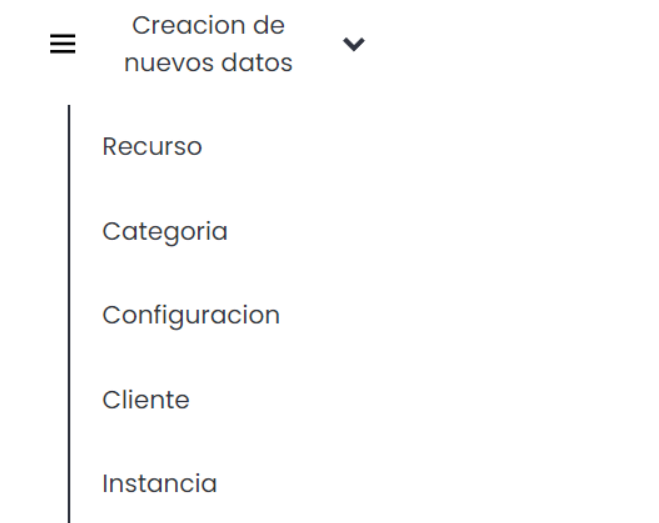 Creacion de
nuevos datos
Recurso
Categoria
Configuracion
Cliente
Instancia